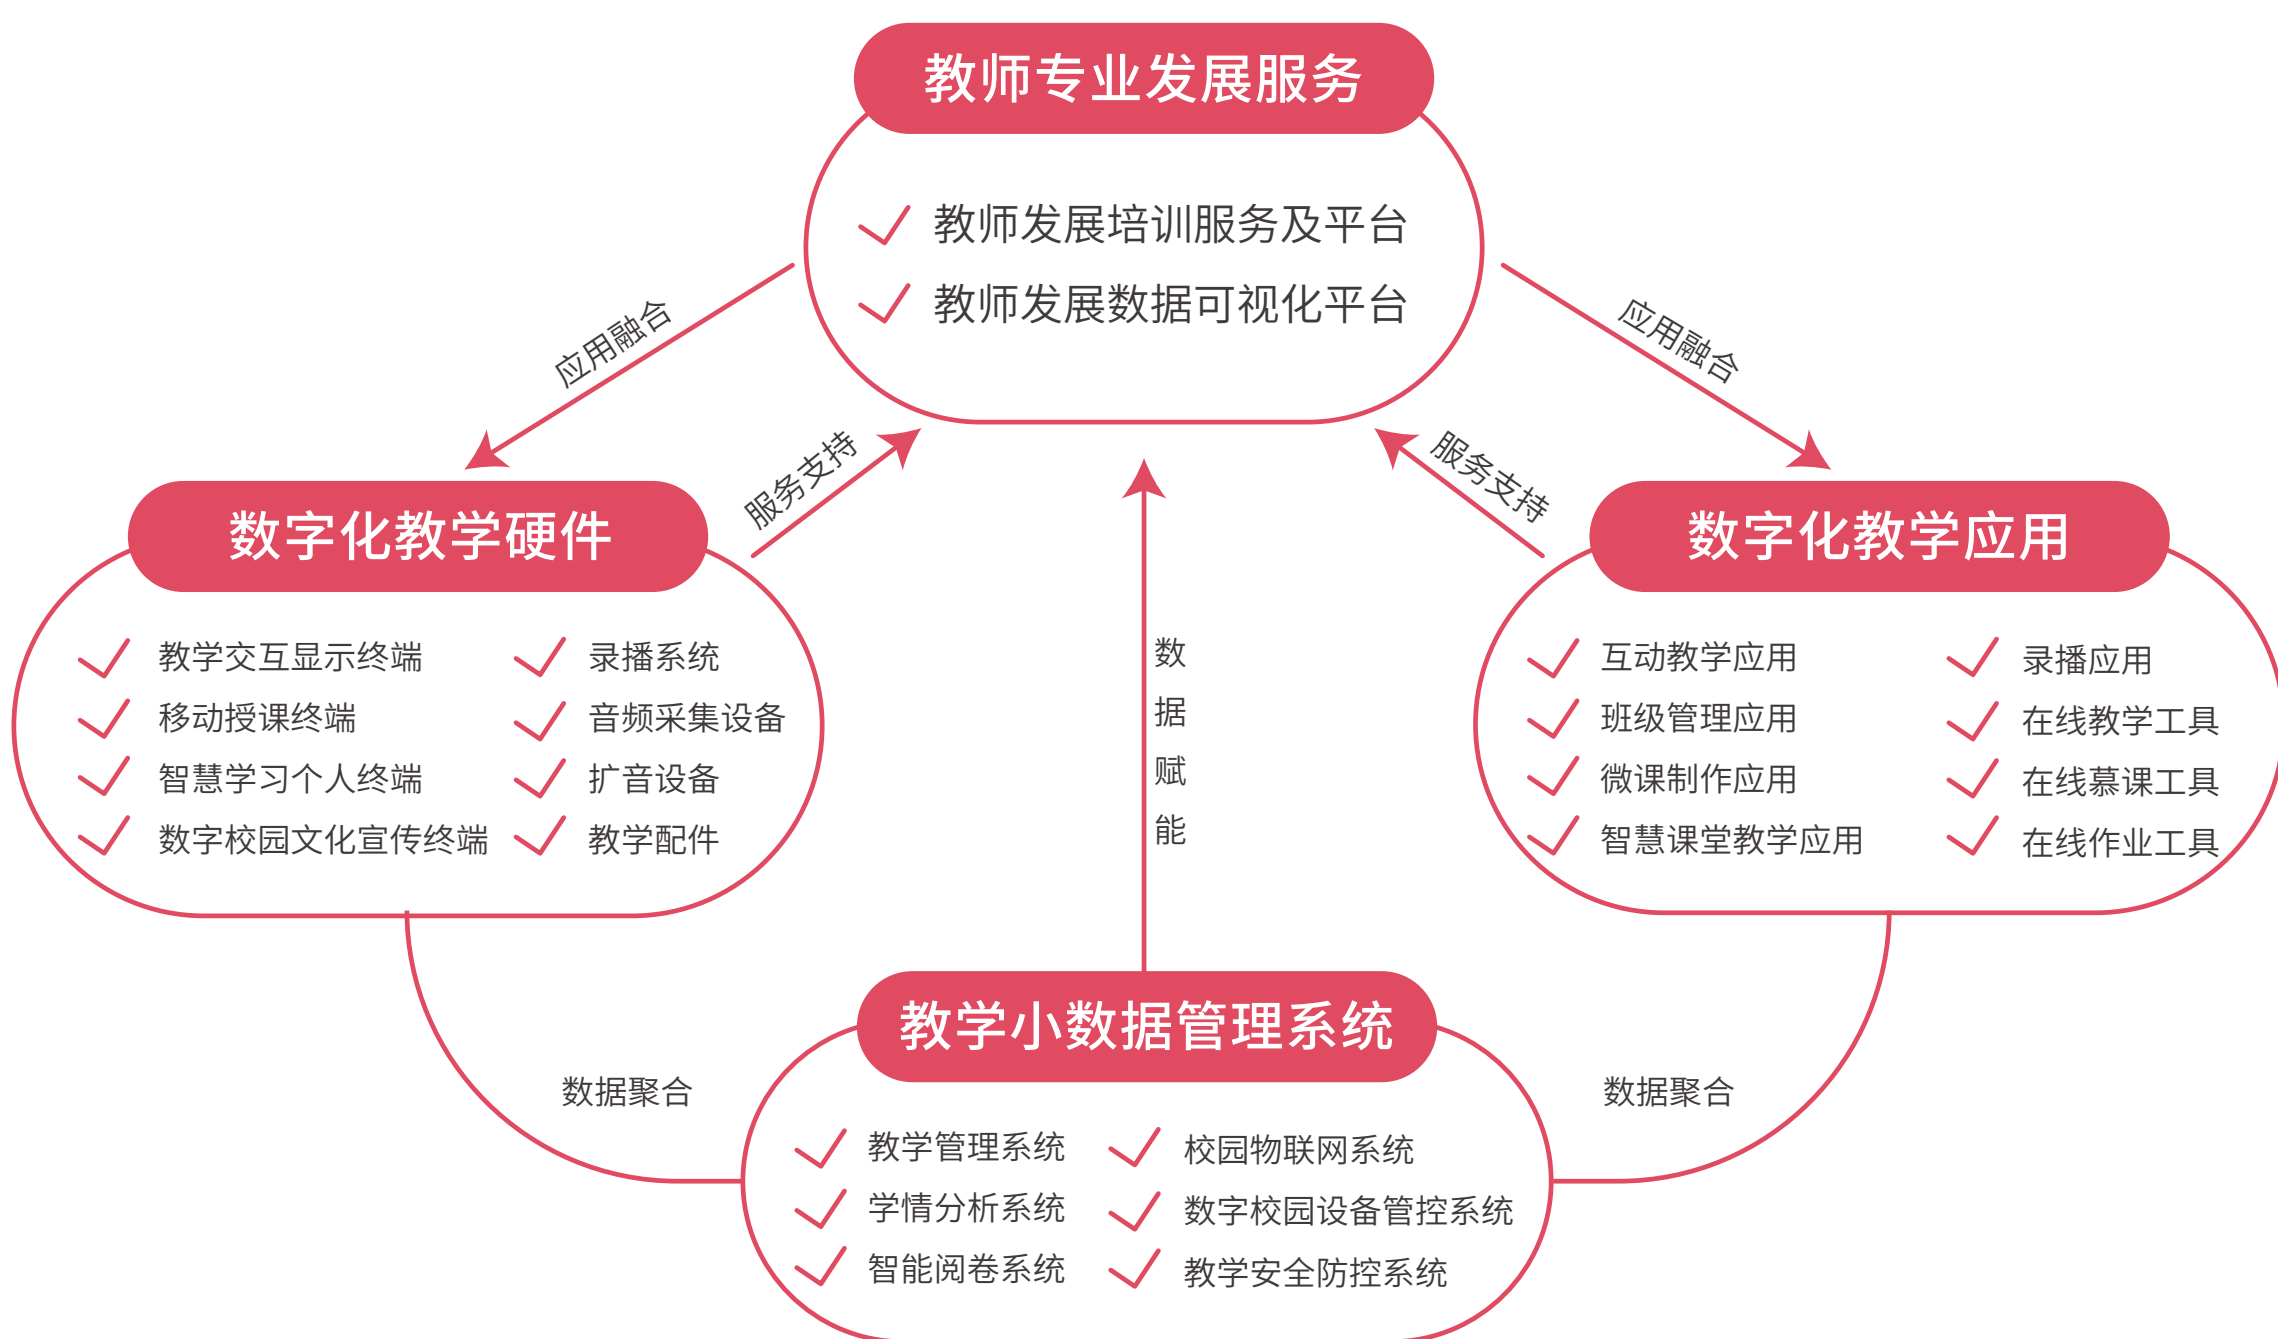 教师专业发展服务
教师发展培训服务及平台
教师发展数据可视化平台
应用融合
应用融合
服务支持
服务支持
数字化教学硬件
教学交互显示终端
移动授课终端
智慧学习个人终端
数字校园文化宣传终端
录播系统
音频采集设备
扩音设备
教学配件
数据赋能
数字化教学应用
互动教学应用
班级管理应用
微课制作应用
智慧课堂教学应用
录播应用
在线教学工具
在线慕课工具
在线作业工具
数据聚合
数据聚合
教学小数据管理系统
教学管理系统
学情分析系统
智能阅卷系统
校园物联网系统
数字校园设备管控系统
教学安全防控系统